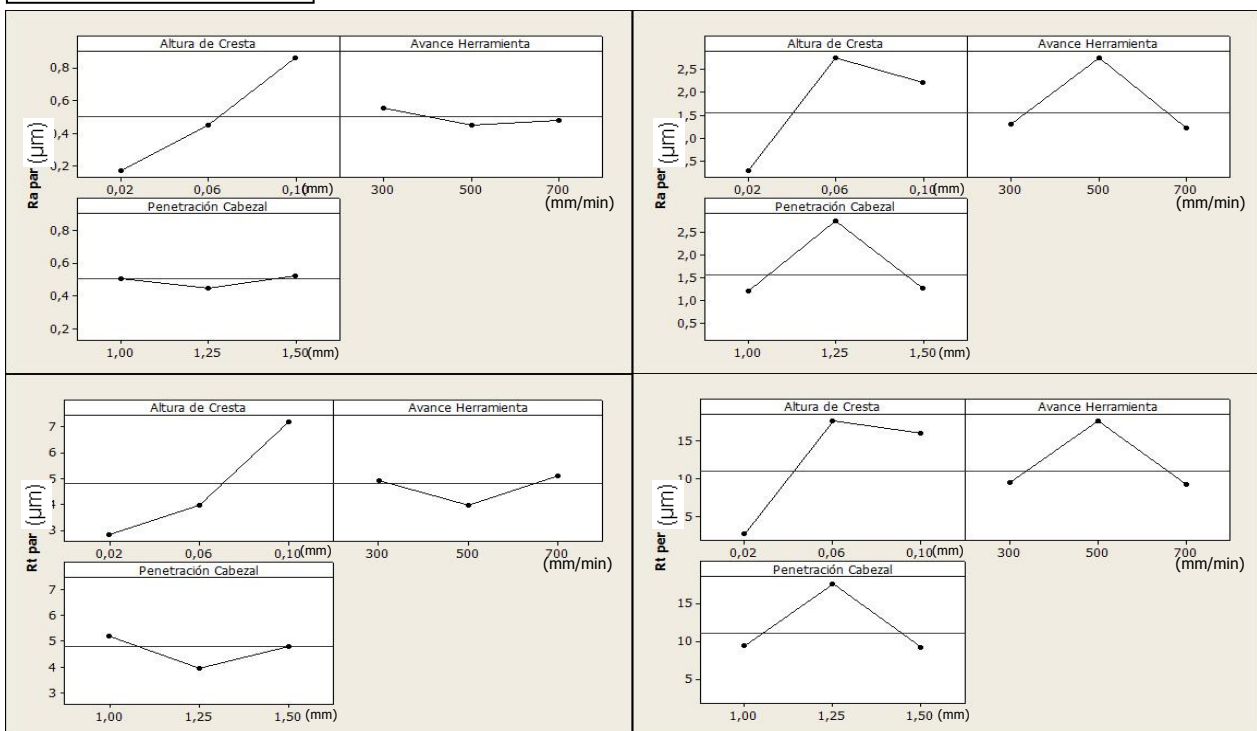 Altura de Cresta Avance Herramienta
0,8
0,6
,4
0,2
Ra par (µm)
0,02 0,06 0,10 (mm) 300 500 700
(mm/min)
Penetración Cabezal
0,8
0,6
0,4
0,2
1,00 1,25 1,50 (mm)
Altura de Cresta Avance Herramienta
2,5
2,0
1,5
,0
,5
Ra per (µm)
0,02 0,06 0,10 (mm) 300 500 700
(mm/min)
Penetración Cabezal
2,5
2,0
1,5
1,0
0,5
1,00 1,25 1,50 (mm)
Altura de Cresta Avance Herramienta
7
6
5
4
3
Rt par (µm)
0,02 0,06 0,10 (mm) 300 500 700
(mm/min)
Penetración Cabezal
7
6
5
4
3
1,00 1,25 1,50 (mm)
Altura de Cresta Avance Herramienta
15
10
5
Rt per (µm)
0,02 0,06 0,10 (mm) 300 500 700
(mm/min)
Penetración Cabezal
15
10
5
1,00 1,25 1,50 (mm)